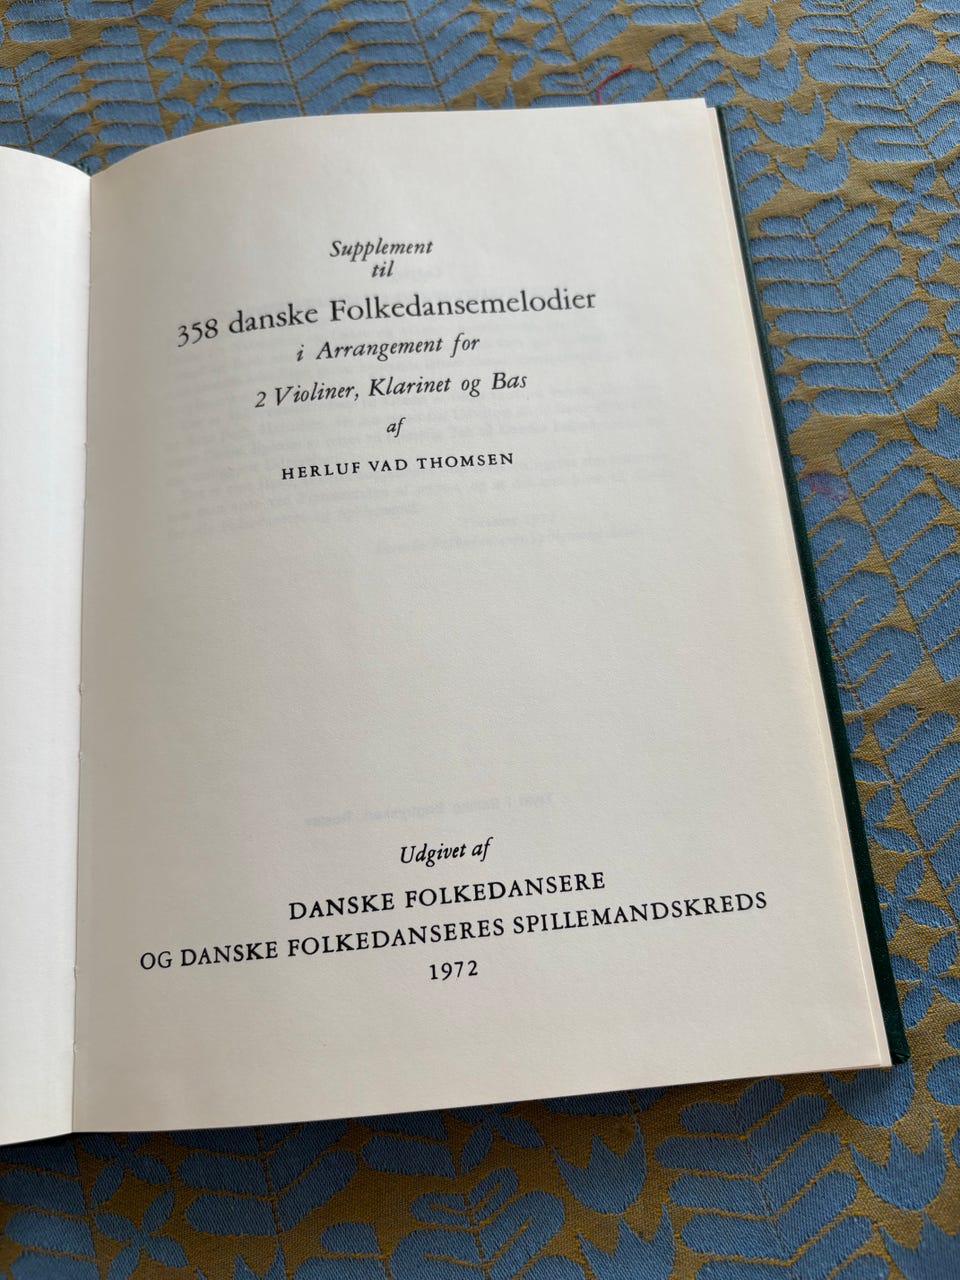 Supplement
til
358 danske Folkedansemelodier
i Arrangement for
2 Violiner, Klarinet og Bas
af
HERLUF VAD THOMSEN
Udgivet af
DANSKE FOLKEDANSERE
OG DANSKE FOLKEDANSERES SPILLEMANDSKREDS
1972